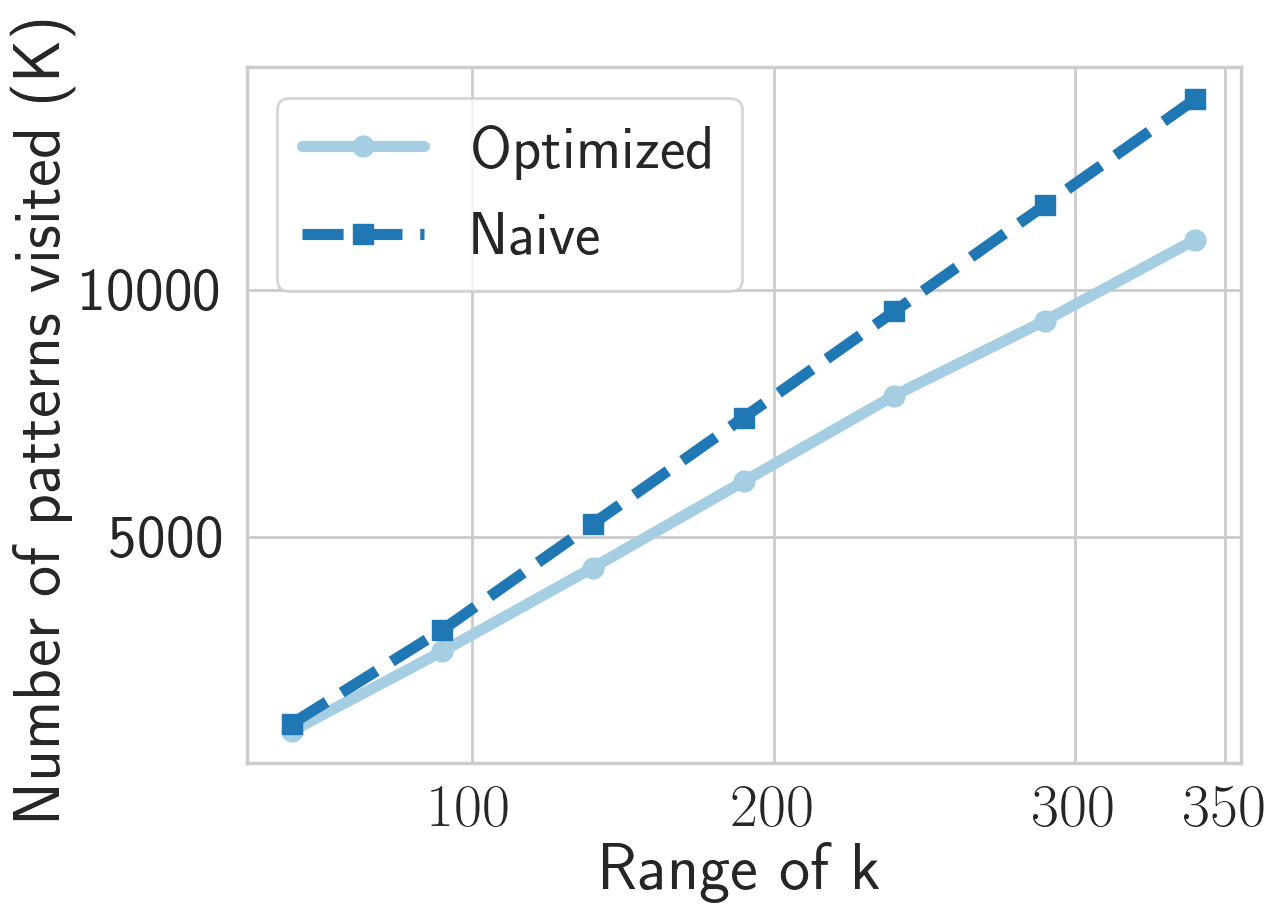 Number of patterns visited (K)
Optimized
Naive
10000
5000
100 200 300 350
Range of k